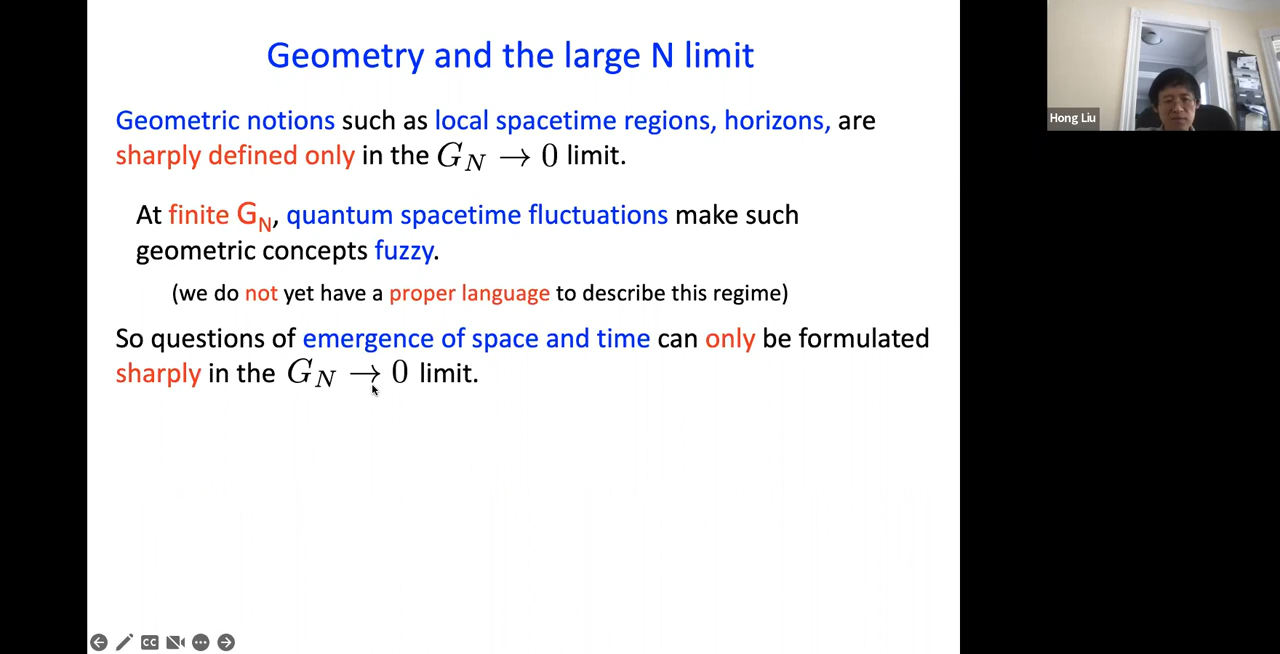 Geometry and the large N limit
Geometric notions such as local spacetime regions, horizons, are
sharply defined only in the G_N → 0 limit.
At finite G_N, quantum spacetime fluctuations make such
geometric concepts fuzzy.
(we do not yet have a proper language to describe this regime)
So questions of emergence of space and time can only be formulated
sharply in the G_N → 0 limit.
Hong Liu
CC